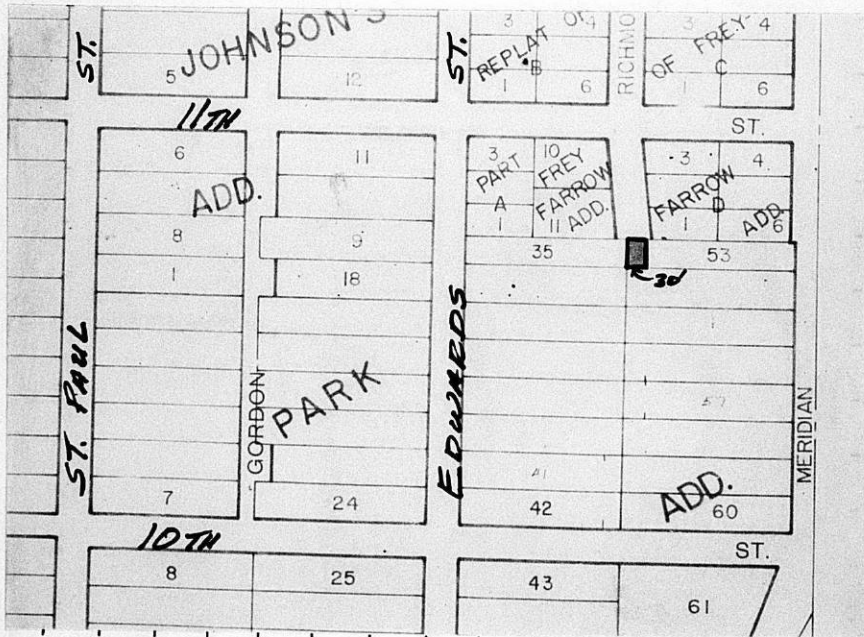 ST.
JOHNSON'S
5
12
ST.
3
4
REPLAT OF
B
1
6
RICHMO
3
4
OF FREY-
C
1
6
11TH
ST.
6
11
ADD.
8
9
1
18
3
PART
A
1
10
FREY
FARROW
11 ADD.
3
4
FARROW
D
ADD.
1
6
35
53
30'
ST. PAUL
GORDON
PARK
EDWARDS
MERIDIAN
57
41
ADD.
7
24
42
60
10TH
ST.
8
25
43
61